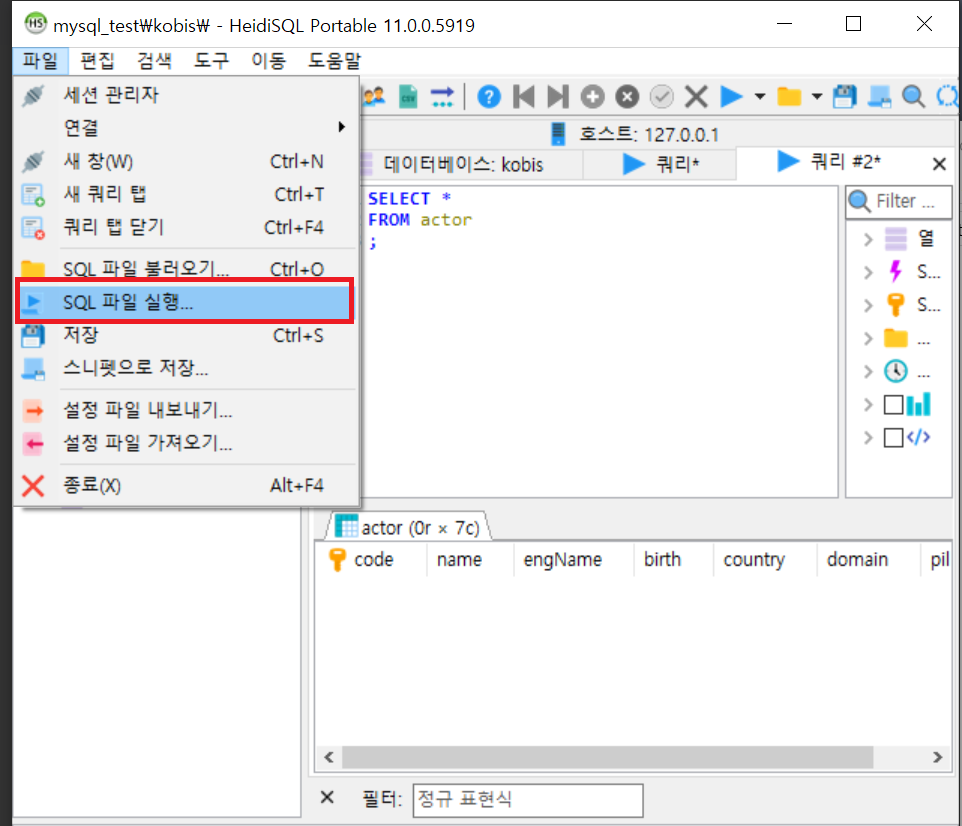 mysql_test₩kobis₩ - HeidiSQL Portable 11.0.0.5919
파일 편집 검색 도구 이동 도움말
세션 관리자
연결
새 창(W) Ctrl+N
새 쿼리 탭 Ctrl+T
쿼리 탭 닫기 Ctrl+F4
SQL 파일 불러오기... Ctrl+O
SQL 파일 실행...
저장 Ctrl+S
스니펫으로 저장...
설정 파일 내보내기...
설정 파일 가져오기...
종료(X) Alt+F4
호스트: 127.0.0.1
데이터베이스: kobis 쿼리* 쿼리 #2*
SELECT *
FROM actor
;
Filter ...
열
S...
S...
...
...
actor (0r × 7c)
code name engName birth country domain pil
필터: 정규 표현식